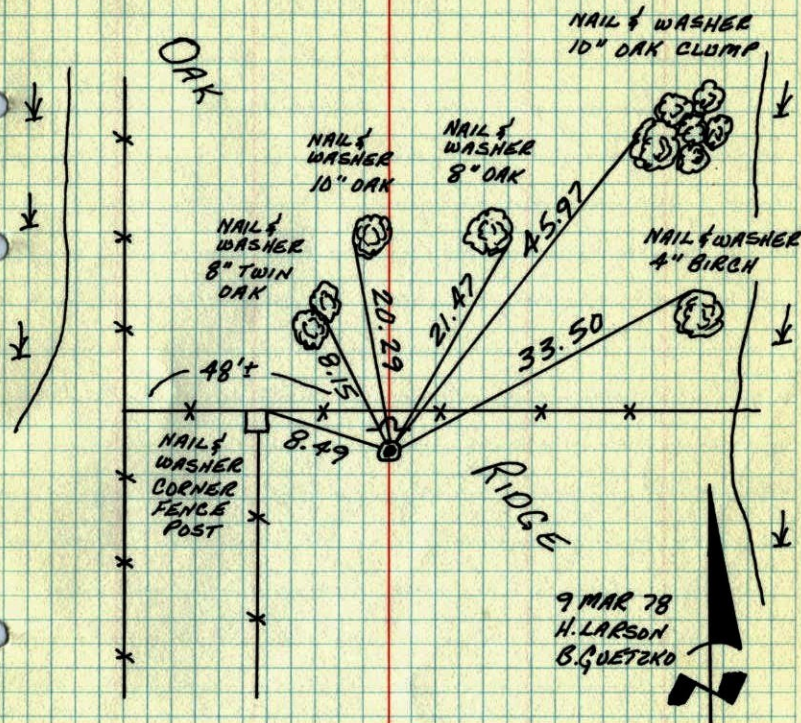 OAK
NAIL &
WASHER
10" OAK
NAIL &
WASHER
8" OAK
NAIL & WASHER
10" OAK CLUMP
NAIL &
WASHER
8" TWIN
OAK
NAIL & WASHER
4" BIRCH
48'±
8.15
20.29
21.47
45.97
33.50
8.49
NAIL &
WASHER
CORNER
FENCE
POST
RIDGE
9 MAR 78
H. LARSON
B. GUETZKO